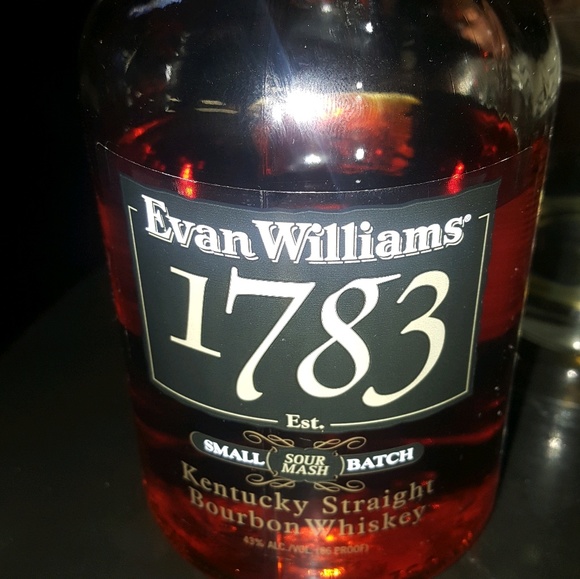 Evan Williams®
1783
Est.
SMALL SOUR MASH BATCH
Kentucky Straight
Bourbon Whiskey
43% ALC./VOL. (86 PROOF)